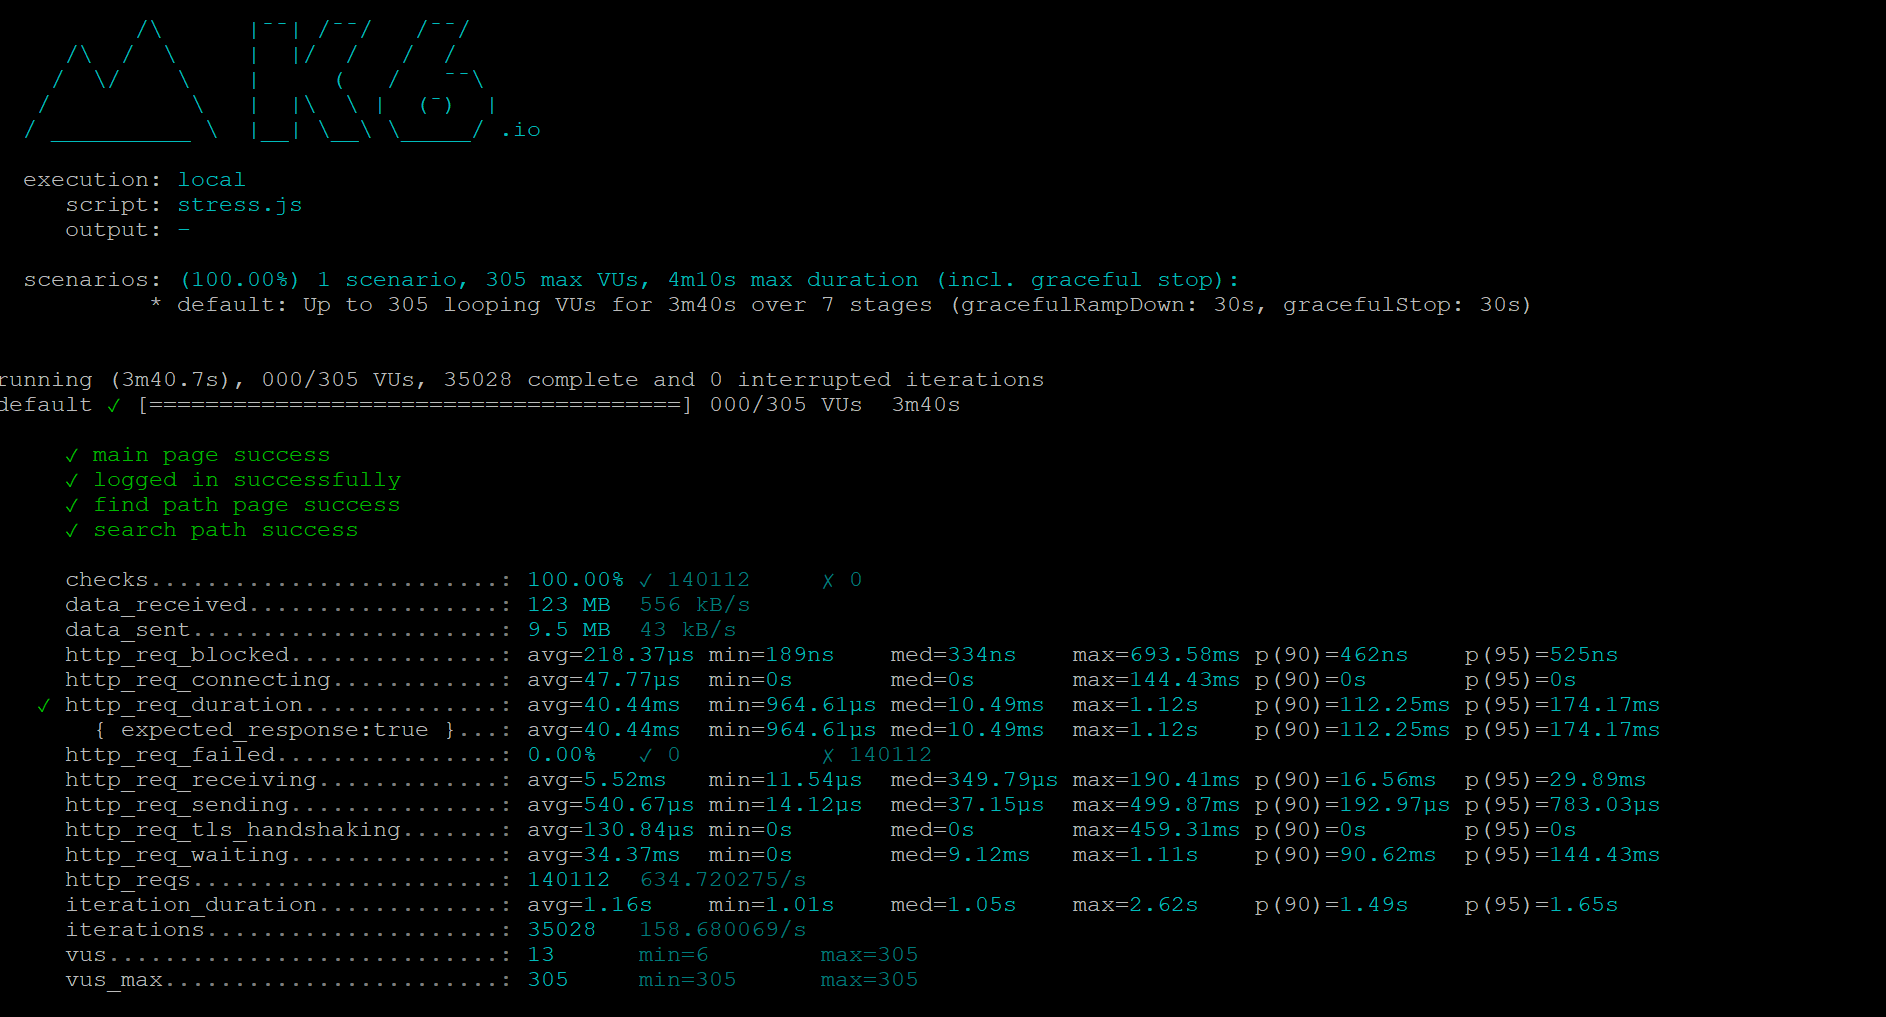 /\      |‾‾| /‾‾/   /‾‾/
    /\  /  \     |  |/  /   /  /
   /  \/    \    |     (   /   ‾‾\
  /          \   |  |\  \ |  (‾)  |
 / __________ \  |__| \__\ \_____/ .io
execution: local
script: stress.js
output: -
scenarios: (100.00%) 1 scenario, 305 max VUs, 4m10s max duration (incl. graceful stop):
* default: Up to 305 looping VUs for 3m40s over 7 stages (gracefulRampDown: 30s, gracefulStop: 30s)
running (3m40.7s), 000/305 VUs, 35028 complete and 0 interrupted iterations
default ✓ [======================================] 000/305 VUs  3m40s
✓ main page success
✓ logged in successfully
✓ find path page success
✓ search path success
checks.........................: 100.00% ✓ 140112     ✗ 0
data_received..................: 123 MB  556 kB/s
data_sent......................: 9.5 MB  43 kB/s
http_req_blocked...............: avg=218.37µs min=189ns    med=334ns    max=693.58ms p(90)=462ns    p(95)=525ns
http_req_connecting............: avg=47.77µs  min=0s       med=0s       max=144.43ms p(90)=0s       p(95)=0s
✓ http_req_duration..............: avg=40.44ms  min=964.61µs med=10.49ms  max=1.12s    p(90)=112.25ms p(95)=174.17ms
{ expected_response:true }...: avg=40.44ms  min=964.61µs med=10.49ms  max=1.12s    p(90)=112.25ms p(95)=174.17ms
http_req_failed................: 0.00%   ✓ 0          ✗ 140112
http_req_receiving.............: avg=5.52ms   min=11.54µs  med=349.79µs max=190.41ms p(90)=16.56ms  p(95)=29.89ms
http_req_sending...............: avg=540.67µs min=14.12µs  med=37.15µs  max=499.87ms p(90)=192.97µs p(95)=783.03µs
http_req_tls_handshaking.......: avg=130.84µs min=0s       med=0s       max=459.31ms p(90)=0s       p(95)=0s
http_req_waiting...............: avg=34.37ms  min=0s       med=9.12ms   max=1.11s    p(90)=90.62ms  p(95)=144.43ms
http_reqs......................: 140112  634.720275/s
iteration_duration.............: avg=1.16s    min=1.01s    med=1.05s    max=2.62s    p(90)=1.49s    p(95)=1.65s
iterations.....................: 35028   158.680069/s
vus............................: 13      min=6        max=305
vus_max........................: 305     min=305      max=305